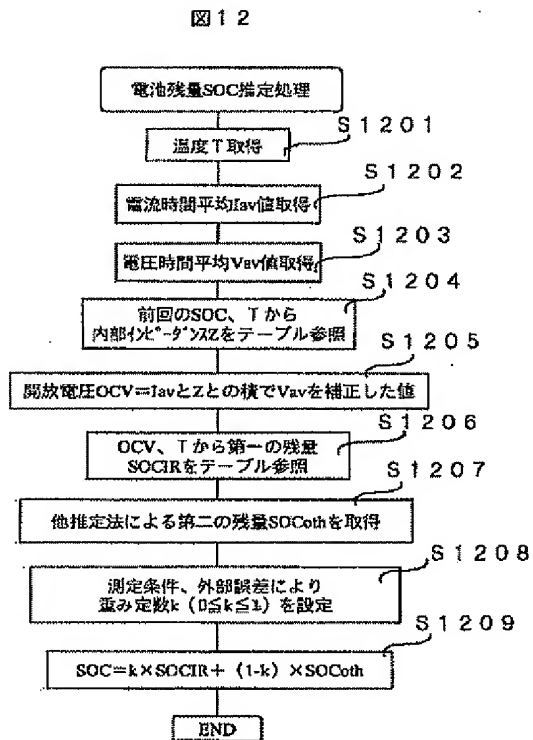 図12
電池残量SOC推定処理
S1201
温度T取得
S1202
電流時間平均Iav値取得
S1203
電圧時間平均Vav値取得
S1204
前回のSOC、Tから
内部インピーダンスZをテーブル参照
S1205
開放電圧OCV=IavとZとの積でVavを補正した値
S1206
OCV、Tから第一の残量
SOCIRをテーブル参照
S1207
他推定法による第二の残量SOCothを取得
S1208
測定条件、外部誤差により
重み定数k（0≦k≦1）を設定
S1209
SOC=k×SOCIR+（1-k）×SOCoth
END